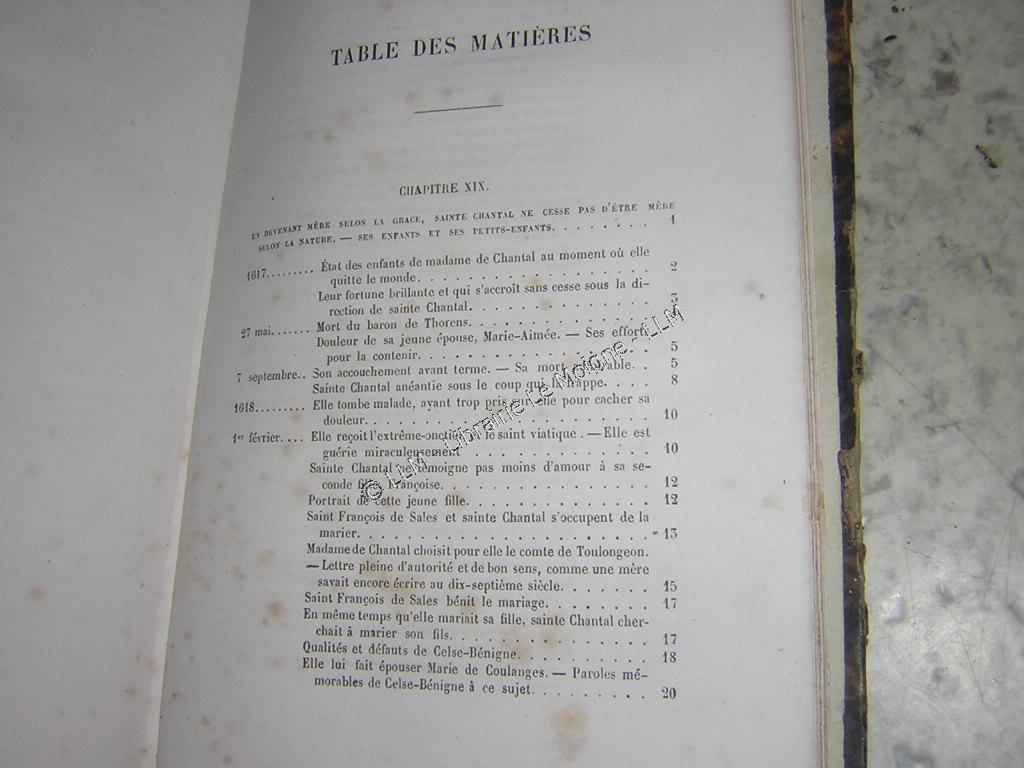 TABLE DES MATIÈRES
CHAPITRE XIX.
EN DEVENANT MÈRE SELON LA GRACE, SAINTE CHANTAL NE CESSE PAS D'ÊTRE MÈRE
SELON LA NATURE. — SES ENFANTS ET SES PETITS-ENFANTS. . . . . . . . . 1
1617. . . . . . . . . État des enfants de madame de Chantal au moment où elle
quitte le monde. . . . . . . . . . . . . . . . . . 2
Leur fortune brillante et qui s'accroît sans cesse sous la di-
rection de sainte Chantal. . . . . . . . . . . . . 3
27 mai. . . . . . . Mort du baron de Thorens. . . . . . . . . . . . .
Douleur de sa jeune épouse, Marie-Aimée. — Ses efforts
pour la contenir. . . . . . . . . . . . . . . . . 5
7 septembre. . Son accouchement avant terme. — Sa mort . . 5
Sainte Chantal anéantie sous le coup qui . . . . 8
1618. . . . . . . . . Elle tombe malade, ayant trop pris sur elle pour cacher sa
douleur. . . . . . . . . . . . . . . . . . . . . . 10
1er février. . . . Elle reçoit l'extrême-onction et le saint viatique. — Elle est
guérie miraculeusement . . . . . . . . . . . . . . 10
Sainte Chantal ne témoigne pas moins d'amour à sa se-
conde fille, Françoise. . . . . . . . . . . . . . . 12
Portrait de cette jeune fille. . . . . . . . . . . . . 12
Saint François de Sales et sainte Chantal s'occupent de la
marier. . . . . . . . . . . . . . . . . . . . . . . 13
Madame de Chantal choisit pour elle le comte de Toulongeon.
— Lettre pleine d'autorité et de bon sens, comme une mère
savait encore écrire au dix-septième siècle. . . . . . . 15
Saint François de Sales bénit le mariage. . . . . . . . 17
En même temps qu'elle mariait sa fille, sainte Chantal cher-
chait à marier son fils. . . . . . . . . . . . . . . 17
Qualités et défauts de Celse-Bénigne. . . . . . . . . . 18
Elle lui fait épouser Marie de Coulanges. — Paroles mé-
morables de Celse-Bénigne à ce sujet. . . . . . . . . 20
© LLM - Librairie Le Moigne - LLM